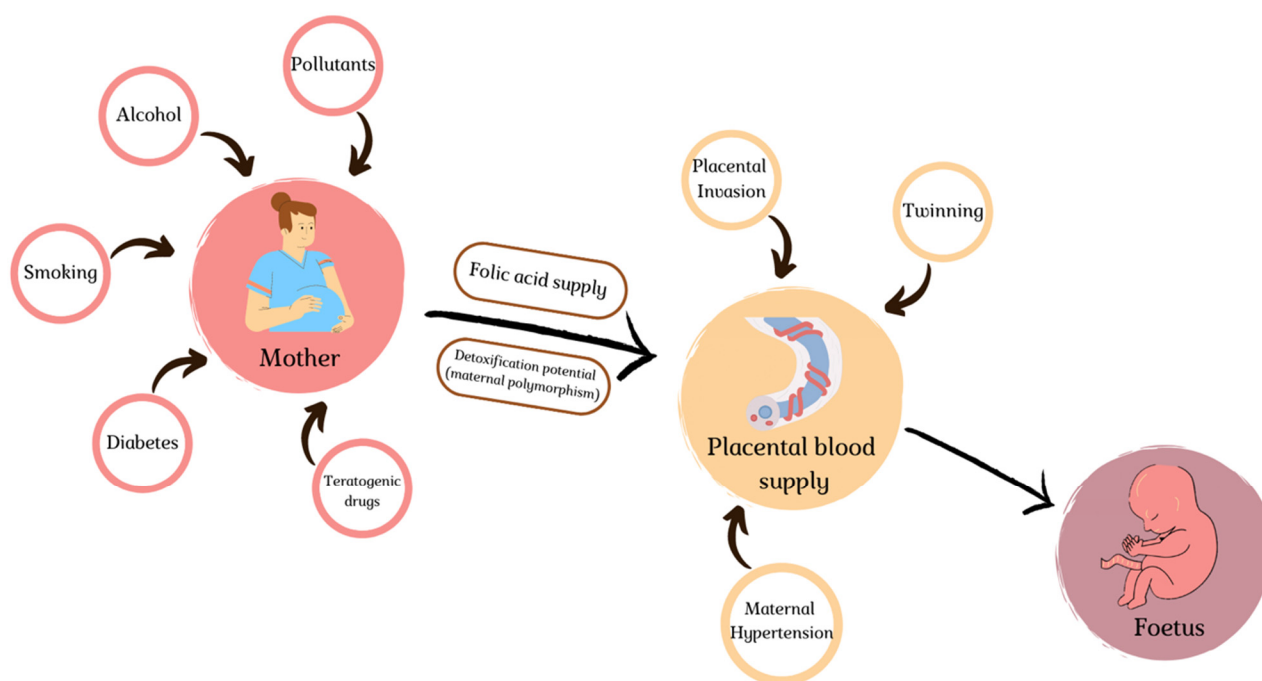 Pollutants
Alcohol
Smoking
Diabetes
Teratogenic
drugs
Mother
Folic acid supply
Detoxification potential
(maternal polymorphism)
Placental
Invasion
Twinning
Placental blood
supply
Maternal
Hypertension
Foetus